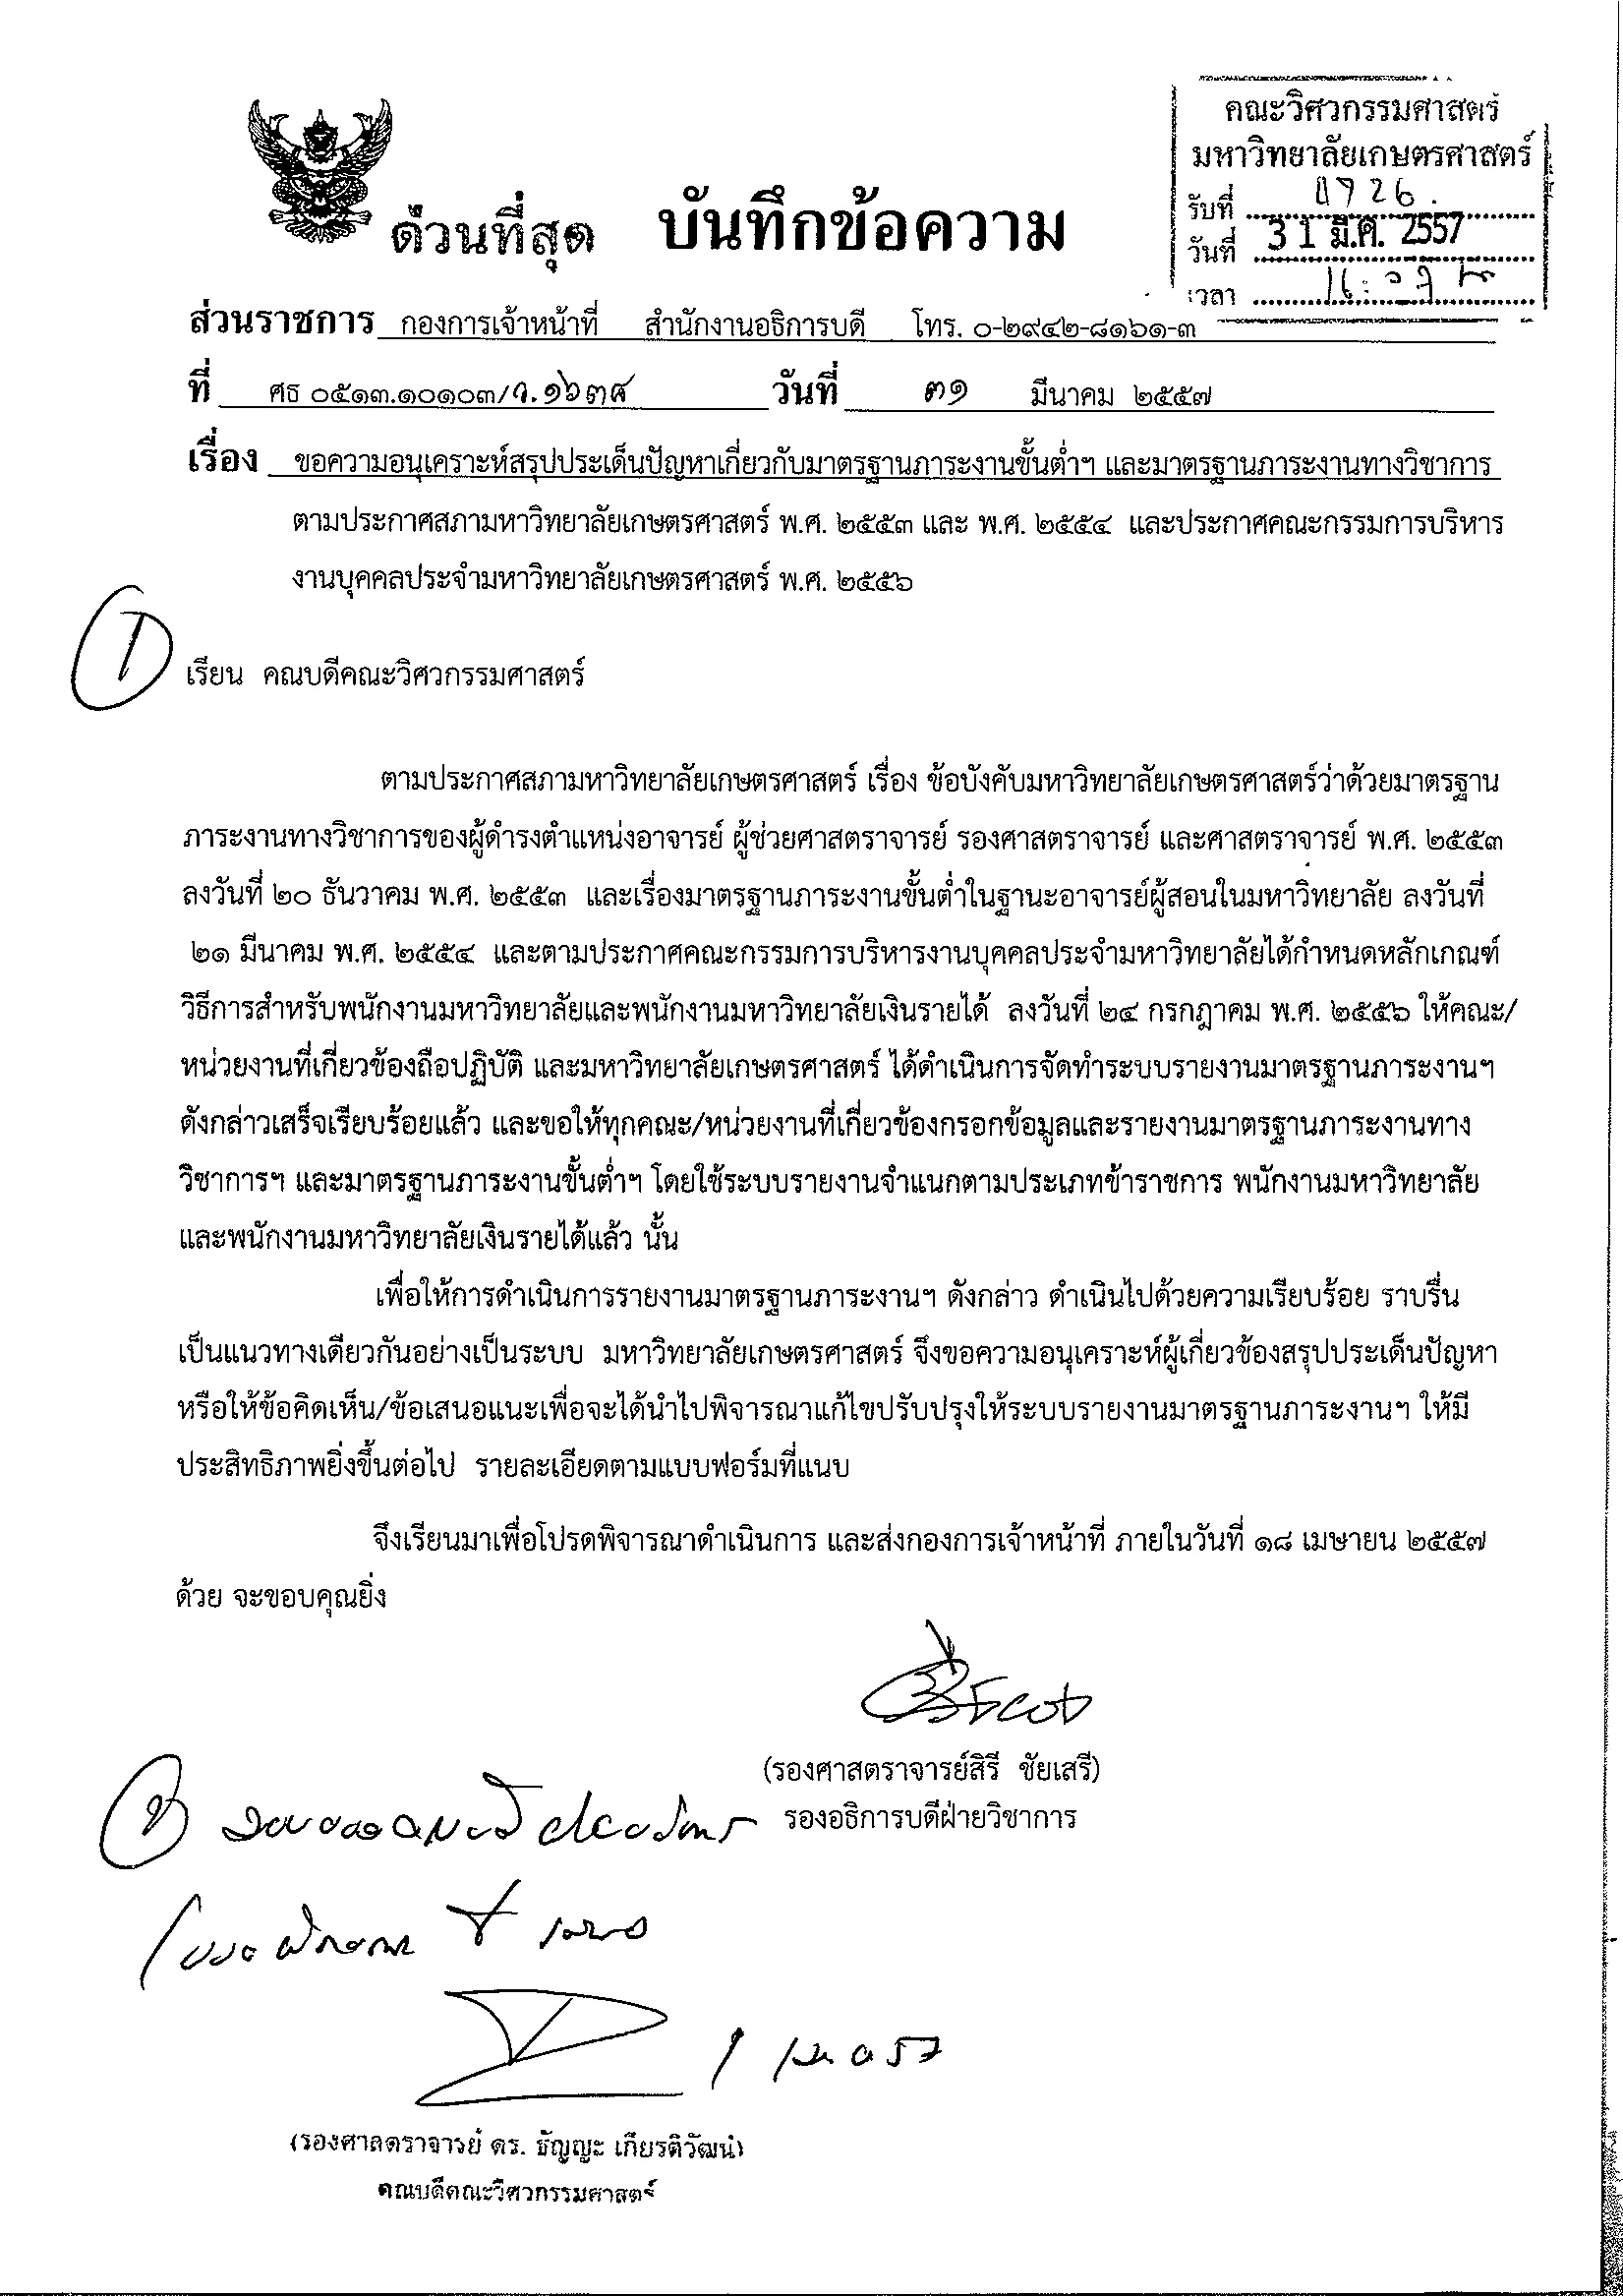 คณะวิศวกรรมศาสตร์
มหาวิทยาลัยเกษตรศาสตร์
รับที่
วันที่ 31 มี.ค. 2557
เวลา
ด่วนที่สุด บันทึกข้อความ
ส่วนราชการ กองการเจ้าหน้าที่ สำนักงานอธิการบดี โทร. ๐-๒๙๔๒-๘๑๖๑-๓
ที่ ศธ ๐๕๑๓.๑๐๑๐๓/ว.๑๖๓๘ วันที่ ๓๑ มีนาคม ๒๕๕๗
เรื่อง ขอความอนุเคราะห์สรุปประเด็นปัญหาเกี่ยวกับมาตรฐานภาระงานขั้นต่ำฯ และมาตรฐานภาระงานทางวิชาการ
ตามประกาศสภามหาวิทยาลัยเกษตรศาสตร์ พ.ศ. ๒๕๕๓ และ พ.ศ. ๒๕๕๔ และประกาศคณะกรรมการบริหาร
งานบุคคลประจำมหาวิทยาลัยเกษตรศาสตร์ พ.ศ. ๒๕๕๖
เรียน คณบดีคณะวิศวกรรมศาสตร์
ตามประกาศสภามหาวิทยาลัยเกษตรศาสตร์ เรื่อง ข้อบังคับมหาวิทยาลัยเกษตรศาสตร์ว่าด้วยมาตรฐาน
ภาระงานทางวิชาการของผู้ดำรงตำแหน่งอาจารย์ ผู้ช่วยศาสตราจารย์ รองศาสตราจารย์ และศาสตราจารย์ พ.ศ. ๒๕๕๓
ลงวันที่ ๒๐ ธันวาคม พ.ศ. ๒๕๕๓ และเรื่องมาตรฐานภาระงานขั้นต่ำในฐานะอาจารย์ผู้สอนในมหาวิทยาลัย ลงวันที่
๒๑ มีนาคม พ.ศ. ๒๕๕๔ และตามประกาศคณะกรรมการบริหารงานบุคคลประจำมหาวิทยาลัยได้กำหนดหลักเกณฑ์
วิธีการสำหรับพนักงานมหาวิทยาลัยและพนักงานมหาวิทยาลัยเงินรายได้ ลงวันที่ ๒๔ กรกฎาคม พ.ศ. ๒๕๕๖ ให้คณะ/
หน่วยงานที่เกี่ยวข้องถือปฏิบัติ และมหาวิทยาลัยเกษตรศาสตร์ ได้ดำเนินการจัดทำระบบรายงานมาตรฐานภาระงานฯ
ดังกล่าวเสร็จเรียบร้อยแล้ว และขอให้ทุกคณะ/หน่วยงานที่เกี่ยวข้องกรอกข้อมูลและรายงานมาตรฐานภาระงานทาง
วิชาการฯ และมาตรฐานภาระงานขั้นต่ำฯ โดยใช้ระบบรายงานจำแนกตามประเภทข้าราชการ พนักงานมหาวิทยาลัย
และพนักงานมหาวิทยาลัยเงินรายได้แล้ว นั้น
เพื่อให้การดำเนินการรายงานมาตรฐานภาระงานฯ ดังกล่าว ดำเนินไปด้วยความเรียบร้อย ราบรื่น
เป็นแนวทางเดียวกันอย่างเป็นระบบ มหาวิทยาลัยเกษตรศาสตร์ จึงขอความอนุเคราะห์ผู้เกี่ยวข้องสรุปประเด็นปัญหา
หรือให้ข้อคิดเห็น/ข้อเสนอแนะเพื่อจะได้นำไปพิจารณาแก้ไขปรับปรุงให้ระบบรายงานมาตรฐานภาระงานฯ ให้มี
ประสิทธิภาพยิ่งขึ้นต่อไป รายละเอียดตามแบบฟอร์มที่แนบ
จึงเรียนมาเพื่อโปรดพิจารณาดำเนินการ และส่งกองการเจ้าหน้าที่ ภายในวันที่ ๑๘ เมษายน ๒๕๕๗
ด้วย จะขอบคุณยิ่ง
(รองศาสตราจารย์สิรี ชัยเสรี)
รองอธิการบดีฝ่ายวิชาการ
(รองศาสตราจารย์ ดร. ธัญญะ เกียรติวัฒน์)
คณบดีคณะวิศวกรรมศาสตร์